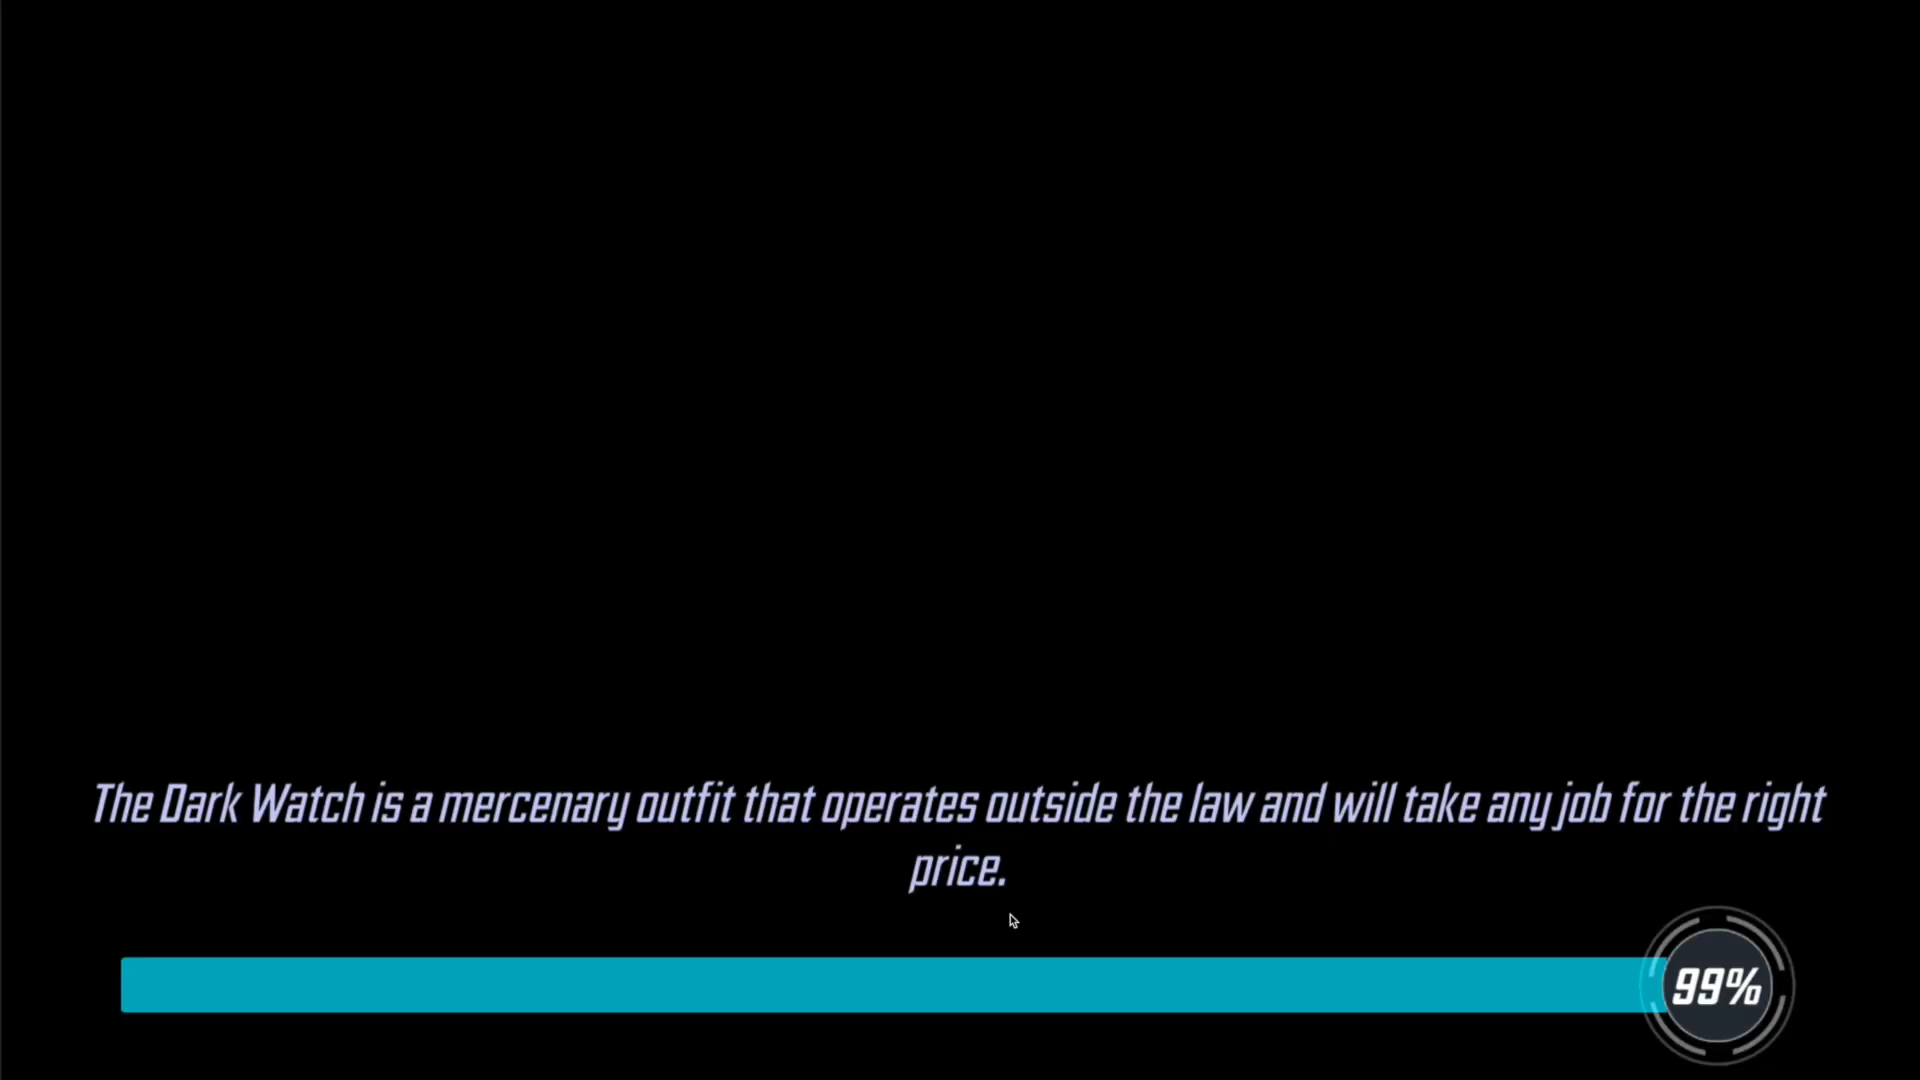 The Dark Watch is a mercenary outfit that operates outside the law and will take any job for the right
price.
99%